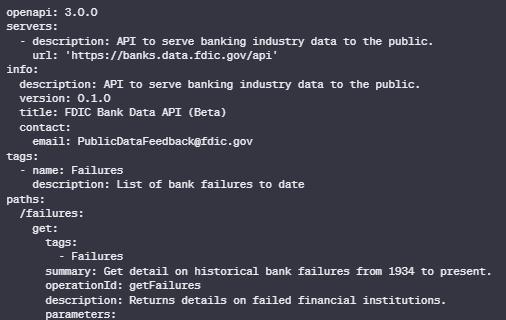 openapi: 3.0.0
servers:
  - description: API to serve banking industry data to the public.
    url: 'https://banks.data.fdic.gov/api'
info:
  description: API to serve banking industry data to the public.
  version: 0.1.0
  title: FDIC Bank Data API (Beta)
  contact:
    email: PublicDataFeedback@fdic.gov
tags:
  - name: Failures
    description: List of bank failures to date
paths:
  /failures:
    get:
      tags:
        - Failures
      summary: Get detail on historical bank failures from 1934 to present.
      operationId: getFailures
      description: Returns details on failed financial institutions.
      parameters: